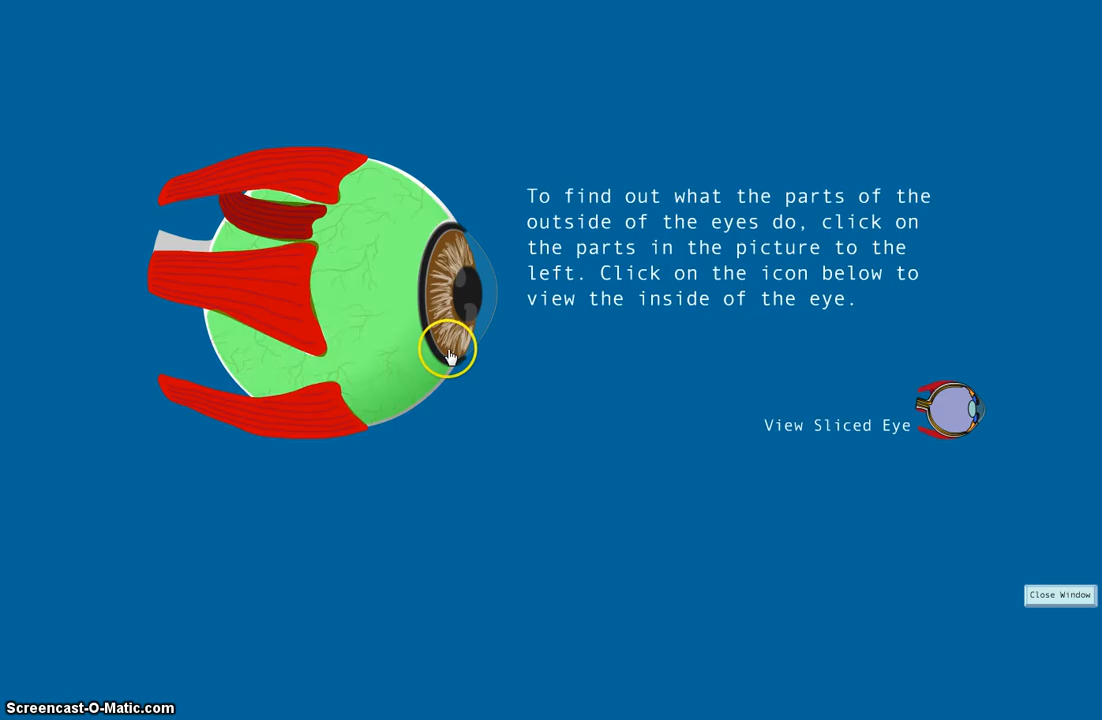 To find out what the parts of the
outside of the eyes do, click on
the parts in the picture to the
left. Click on the icon below to
view the inside of the eye.
View Sliced Eye
Close Window
Screencast-O-Matic.com